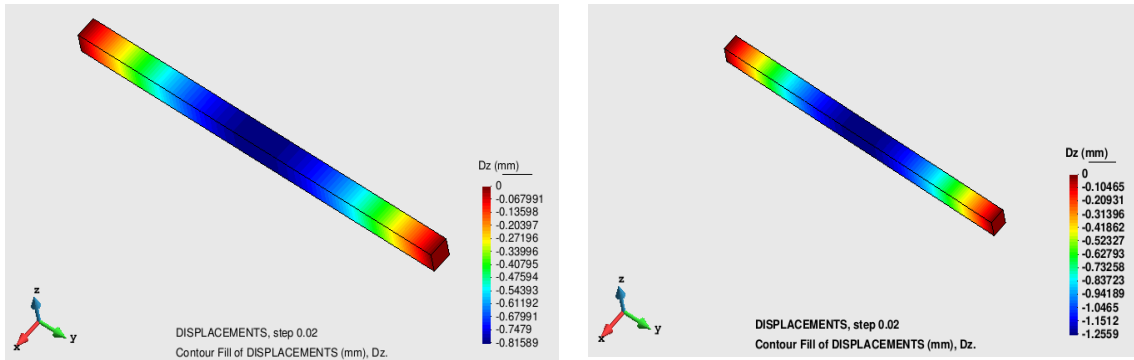 Dz (mm)
0
-0.067991
-0.13598
-0.20397
-0.27196
-0.33996
-0.40795
-0.47594
-0.54393
-0.61192
-0.67991
-0.7479
-0.81589
z
y
x
DISPLACEMENTS, step 0.02
Contour Fill of DISPLACEMENTS (mm), Dz.
Dz (mm)
0
-0.10465
-0.20931
-0.31396
-0.41862
-0.52327
-0.62793
-0.73258
-0.83723
-0.94189
-1.0465
-1.1512
-1.2559
z
y
x
DISPLACEMENTS, step 0.02
Contour Fill of DISPLACEMENTS (mm), Dz.